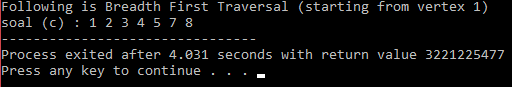 Following is Breadth First Traversal (starting from vertex 1)
soal (c) : 1 2 3 4 5 7 8
--------------------------------
Process exited after 4.031 seconds with return value 3221225477
Press any key to continue . . .